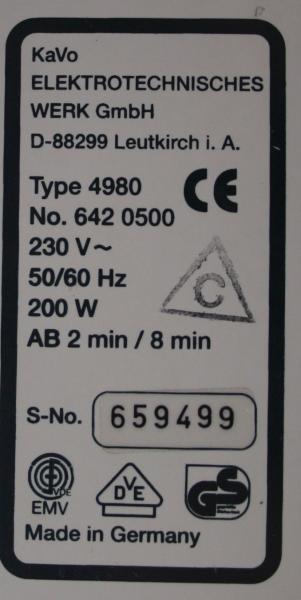 KaVo
ELEKTROTECHNISCHES
WERK GmbH
D-88299 Leutkirch i. A.
Type 4980 CE
No. 642 0500
230 V~
50/60 Hz C
200 W
AB 2 min / 8 min
S-No. 659499
VDE DVE GS
EMV
Made in Germany